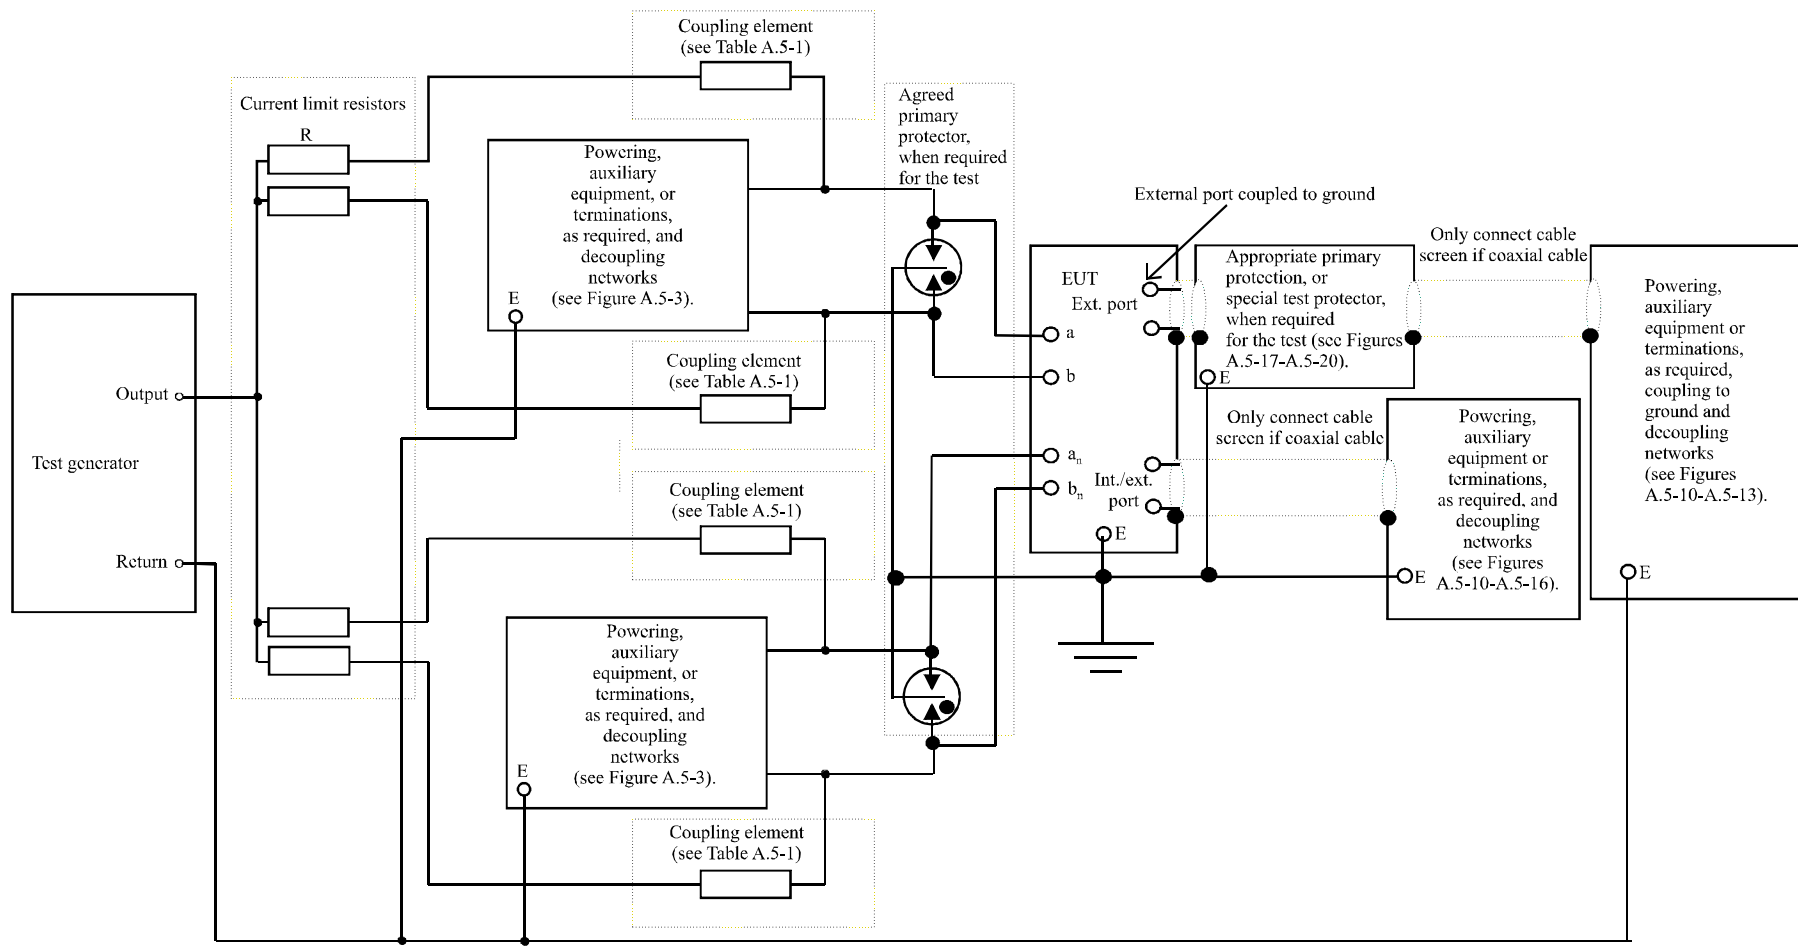 Coupling element
(see Table A.5-1)
Current limit resistors
R
Agreed
primary
protector,
when required
for the test
Powering,
auxiliary
equipment, or
terminations,
as required, and
decoupling
networks
(see Figure A.5-3).
E
External port coupled to ground
Only connect cable
screen if coaxial cable
EUT
Ext. port
Appropriate primary
protection, or
special test protector,
when required
for the test (see Figures
A.5-17-A.5-20).
E
Powering,
auxiliary
equipment or
terminations,
as required,
coupling to
ground and
decoupling
networks
(see Figures
A.5-10-A.5-13).
E
a
b
Coupling element
(see Table A.5-1)
Output
Test generator
Return
Only connect cable
screen if coaxial cable
Powering,
auxiliary
equipment or
terminations,
as required, and
decoupling
networks
(see Figures
A.5-10-A.5-16).
E
an
bn
Int./ext.
port
E
Coupling element
(see Table A.5-1)
Powering,
auxiliary
equipment, or
terminations,
as required, and
decoupling
networks
(see Figure A.5-3).
E
Coupling element
(see Table A.5-1)